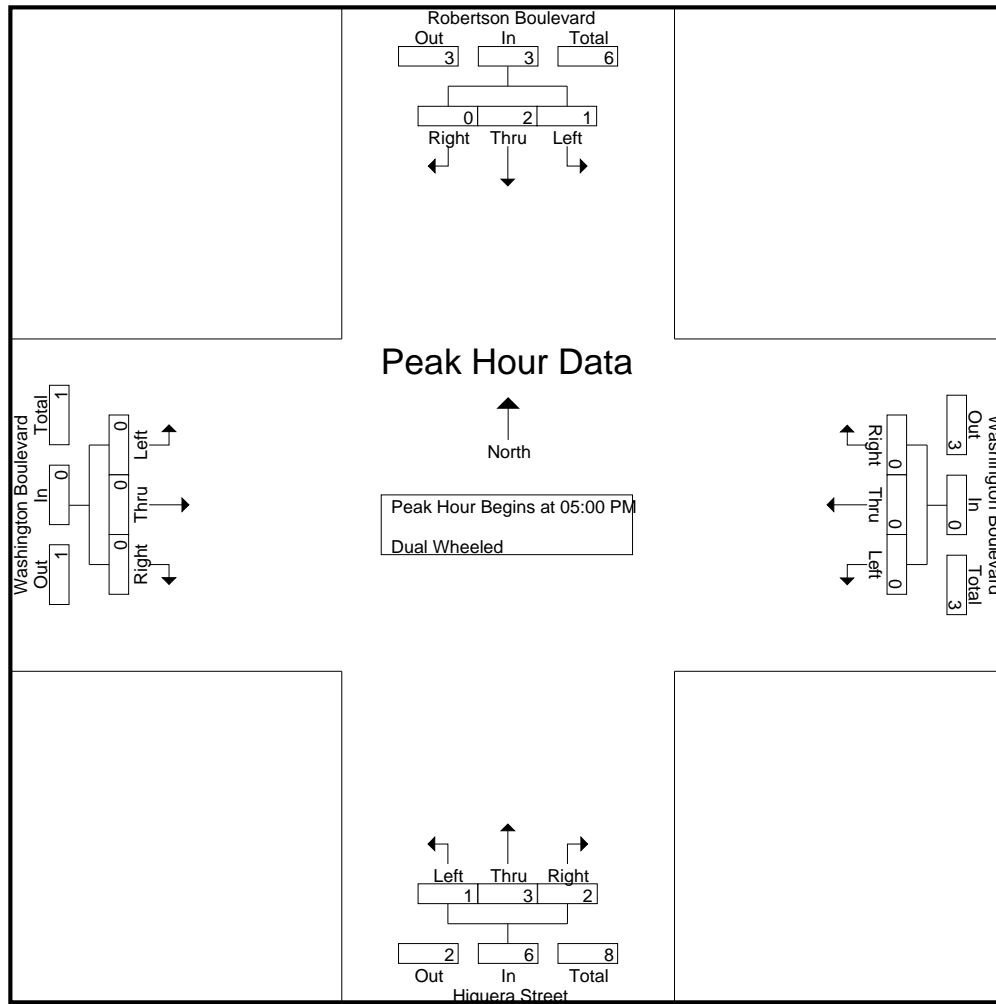 Robertson Boulevard
Out In Total
3 3 6
0 2 1
Right Thru Left
Peak Hour Data
North
Peak Hour Begins at 05:00 PM
Dual Wheeled
Washington Boulevard
Total In Out
1 0 1
0 0 0
Left Thru Right
Right Thru Left
0 0 0
3 0 3
Out In Total
Washington Boulevard
Left Thru Right
1 3 2
2 6 8
Out In Total
Higuera Street